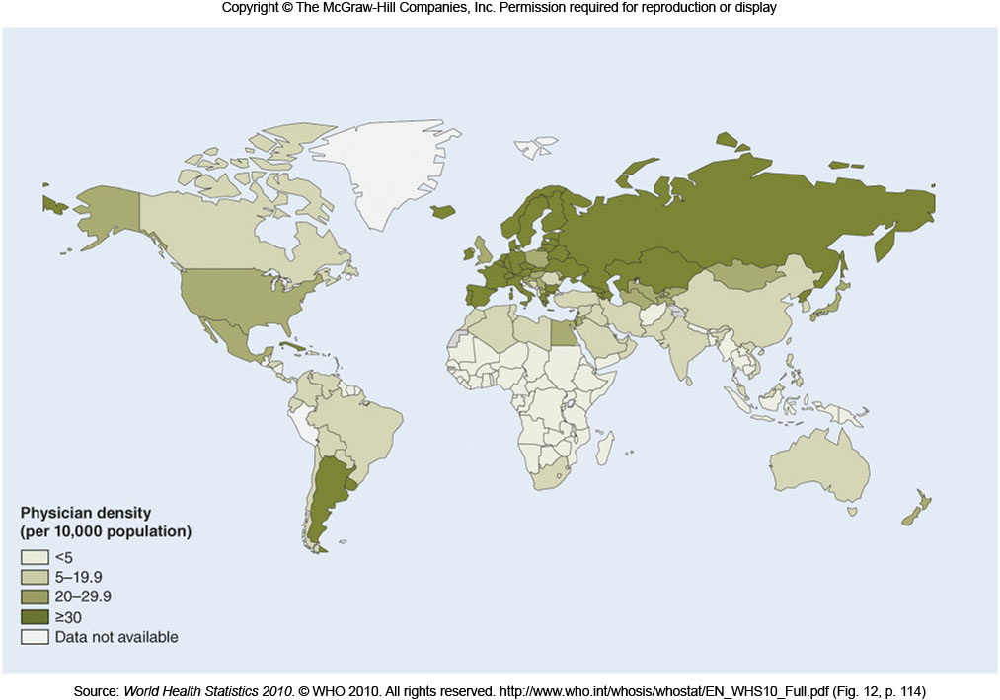 Copyright © The McGraw-Hill Companies, Inc. Permission required for reproduction or display
Physician density
(per 10,000 population)
<5
5–19.9
20–29.9
≥30
Data not available
Source: World Health Statistics 2010. © WHO 2010. All rights reserved. http://www.who.int/whosis/whostat/EN_WHS10_Full.pdf (Fig. 12, p. 114)